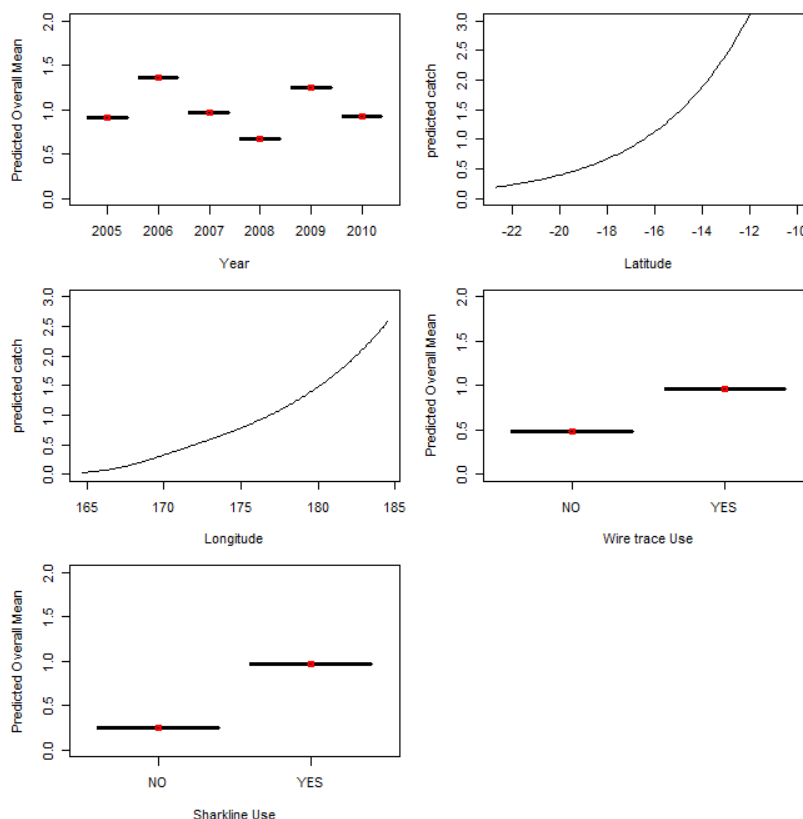 Predicted Overall Mean
0.0 0.5 1.0 1.5 2.0
2005 2006 2007 2008 2009 2010
Year
predicted catch
0.0 0.5 1.0 1.5 2.0 2.5 3.0
-22 -20 -18 -16 -14 -12 -10
Latitude
predicted catch
0.0 0.5 1.0 1.5 2.0 2.5 3.0
165 170 175 180 185
Longitude
Predicted Overall Mean
0.0 0.5 1.0 1.5 2.0
NO YES
Wire trace Use
Predicted Overall Mean
0.0 0.5 1.0 1.5 2.0
NO YES
Sharkline Use